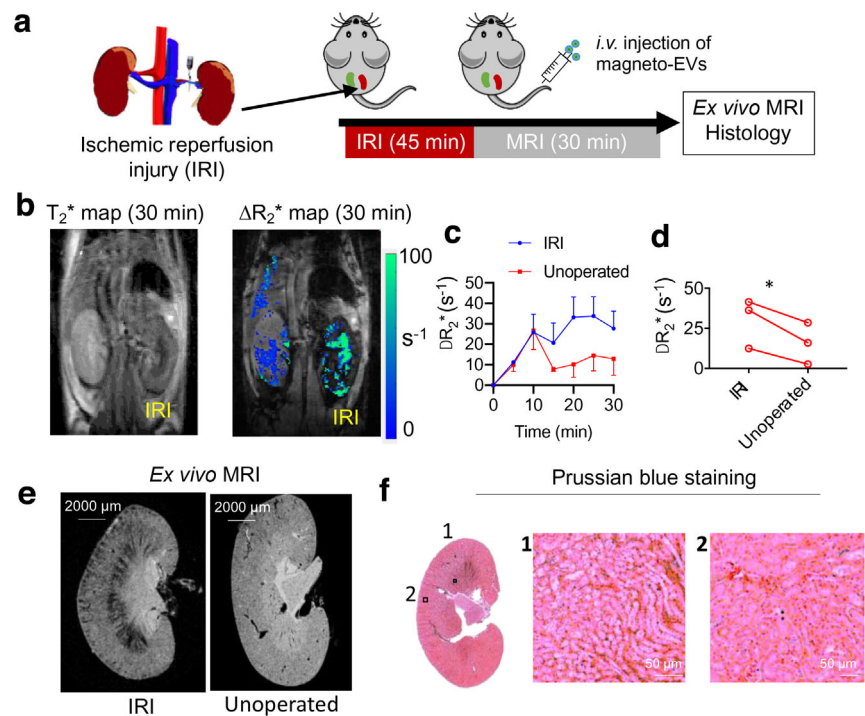 a
i.v. injection of
magneto-EVs
Ischemic reperfusion
injury (IRI)
IRI (45 min)
MRI (30 min)
Ex vivo MRI
Histology
b
T2* map (30 min)
ΔR2* map (30 min)
IRI
IRI
100
s-1
0
c
IRI
Unoperated
DR2* (s-1)
50
40
30
20
10
0
0
10
20
30
Time (min)
d
DR2* (s-1)
50
25
0
*
IRI
Unoperated
e
Ex vivo MRI
2000 µm
2000 µm
IRI
Unoperated
f
Prussian blue staining
1
2
1
50 µm
2
50 µm